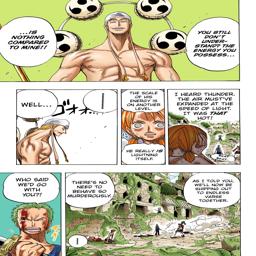 YOU STILL
DON'T
UNDER-
STAND? THE
ENERGY YOU
POSSESS...
...IS
NOTHING
COMPARED
TO MINE!!
I HEARD THUNDER.
THE AIR MUST'VE
EXPANDED AT THE
SPEED OF LIGHT.
IT WAS THAT
HOT!
THE SCALE
OF HIS
ENERGY IS
ON ANOTHER
LEVEL.
HE REALLY IS
LIGHTNING
ITSELF.
WELL...
AS I TOLD YOU,
WE'LL NOW BE
SHIPPING OUT
TO ENDLESS
VARSE
TOGETHER.
THERE'S NO
NEED TO
BEHAVE SO
MURDEROUSLY.
WHO SAID
WE'D GO
WITH
YOU?!